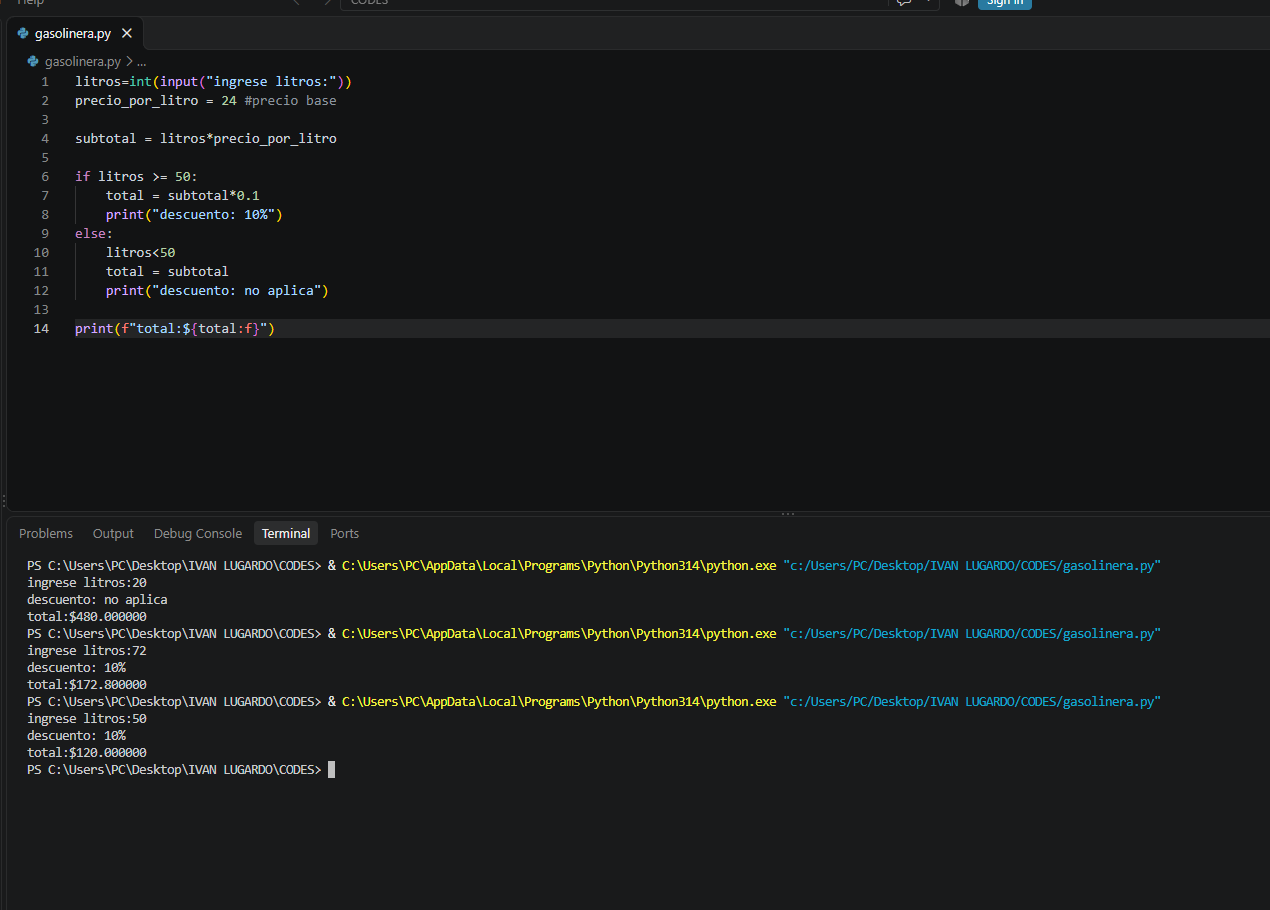 Help
CODES
Sign in
gasolinera.py
gasolinera.py > ...
1 litros=int(input("ingrese litros:"))
2 precio_por_litro = 24 #precio base
3
4 subtotal = litros*precio_por_litro
5
6 if litros >= 50:
7     total = subtotal*0.1
8     print("descuento: 10%")
9 else:
10     litros<50
11     total = subtotal
12     print("descuento: no aplica")
13
14 print(f"total:${total:f}")
Problems Output Debug Console Terminal Ports
PS C:\Users\PC\Desktop\IVAN LUGARDO\CODES> & C:\Users\PC\AppData\Local\Programs\Python\Python314\python.exe "c:/Users/PC/Desktop/IVAN LUGARDO/CODES/gasolinera.py"
ingrese litros:20
descuento: no aplica
total:$480.000000
PS C:\Users\PC\Desktop\IVAN LUGARDO\CODES> & C:\Users\PC\AppData\Local\Programs\Python\Python314\python.exe "c:/Users/PC/Desktop/IVAN LUGARDO/CODES/gasolinera.py"
ingrese litros:72
descuento: 10%
total:$172.800000
PS C:\Users\PC\Desktop\IVAN LUGARDO\CODES> & C:\Users\PC\AppData\Local\Programs\Python\Python314\python.exe "c:/Users/PC/Desktop/IVAN LUGARDO/CODES/gasolinera.py"
ingrese litros:50
descuento: 10%
total:$120.000000
PS C:\Users\PC\Desktop\IVAN LUGARDO\CODES>